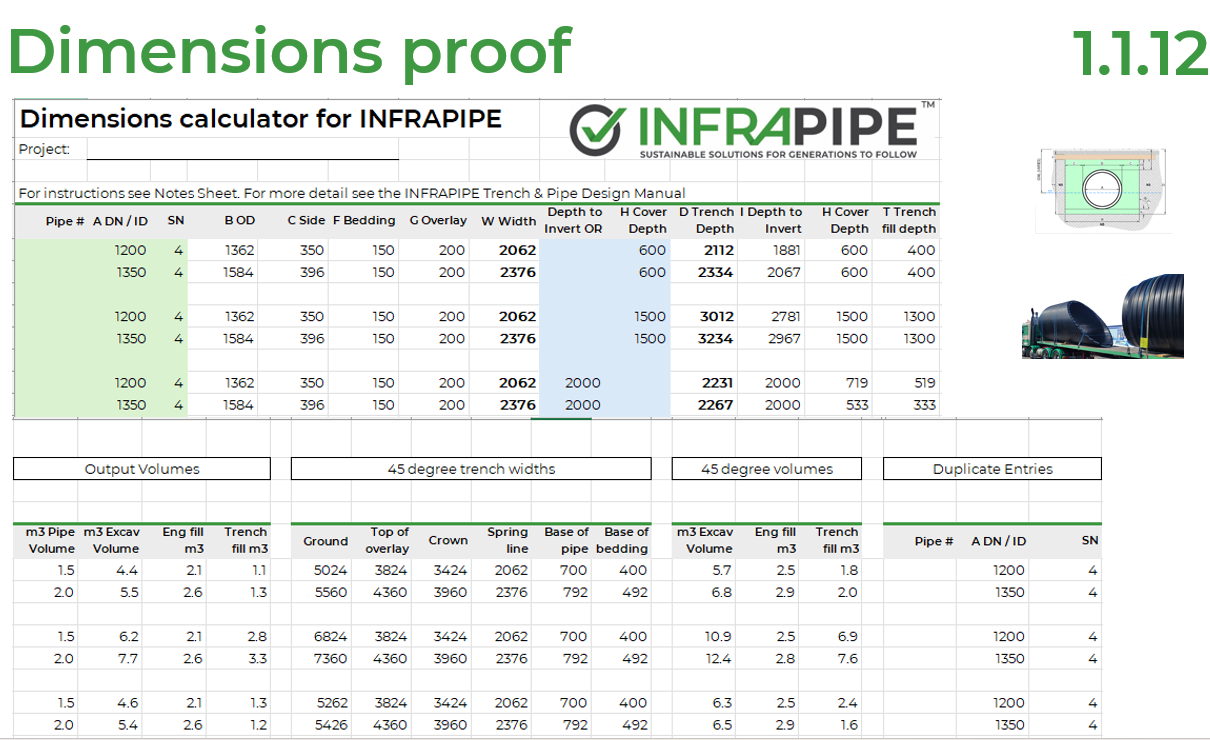 Dimensions proof 1.1.12
Dimensions calculator for INFRAPIPE
INFRAPIPE TM
SUSTAINABLE SOLUTIONS FOR GENERATIONS TO FOLLOW
Project:
For instructions see Notes Sheet. For more detail see the INFRAPIPE Trench & Pipe Design Manual
Pipe # A DN / ID SN B OD C Side F Bedding G Overlay W Width Depth to Invert OR H Cover Depth D Trench Depth I Depth to Invert H Cover Depth T Trench fill depth
1200 4 1362 350 150 200 2062 600 2112 1881 600 400
1350 4 1584 396 150 200 2376 600 2334 2067 600 400
1200 4 1362 350 150 200 2062 1500 3012 2781 1500 1300
1350 4 1584 396 150 200 2376 1500 3234 2967 1500 1300
1200 4 1362 350 150 200 2062 2000 2231 2000 719 519
1350 4 1584 396 150 200 2376 2000 2267 2000 533 333
Output Volumes 45 degree trench widths 45 degree volumes Duplicate Entries
m3 Pipe Volume m3 Excav Volume Eng fill m3 Trench fill m3 Ground Top of overlay Crown Spring line Base of pipe Base of bedding m3 Excav Volume Eng fill m3 Trench fill m3 Pipe # A DN / ID SN
1.5 4.4 2.1 1.1 5024 3824 3424 2062 700 400 5.7 2.5 1.8 1200 4
2.0 5.5 2.6 1.3 5560 4360 3960 2376 792 492 6.8 2.9 2.0 1350 4
1.5 6.2 2.1 2.8 6824 3824 3424 2062 700 400 10.9 2.5 6.9 1200 4
2.0 7.7 2.6 3.3 7360 4360 3960 2376 792 492 12.4 2.8 7.6 1350 4
1.5 4.6 2.1 1.3 5262 3824 3424 2062 700 400 6.3 2.5 2.4 1200 4
2.0 5.4 2.6 1.2 5426 4360 3960 2376 792 492 6.5 2.9 1.6 1350 4